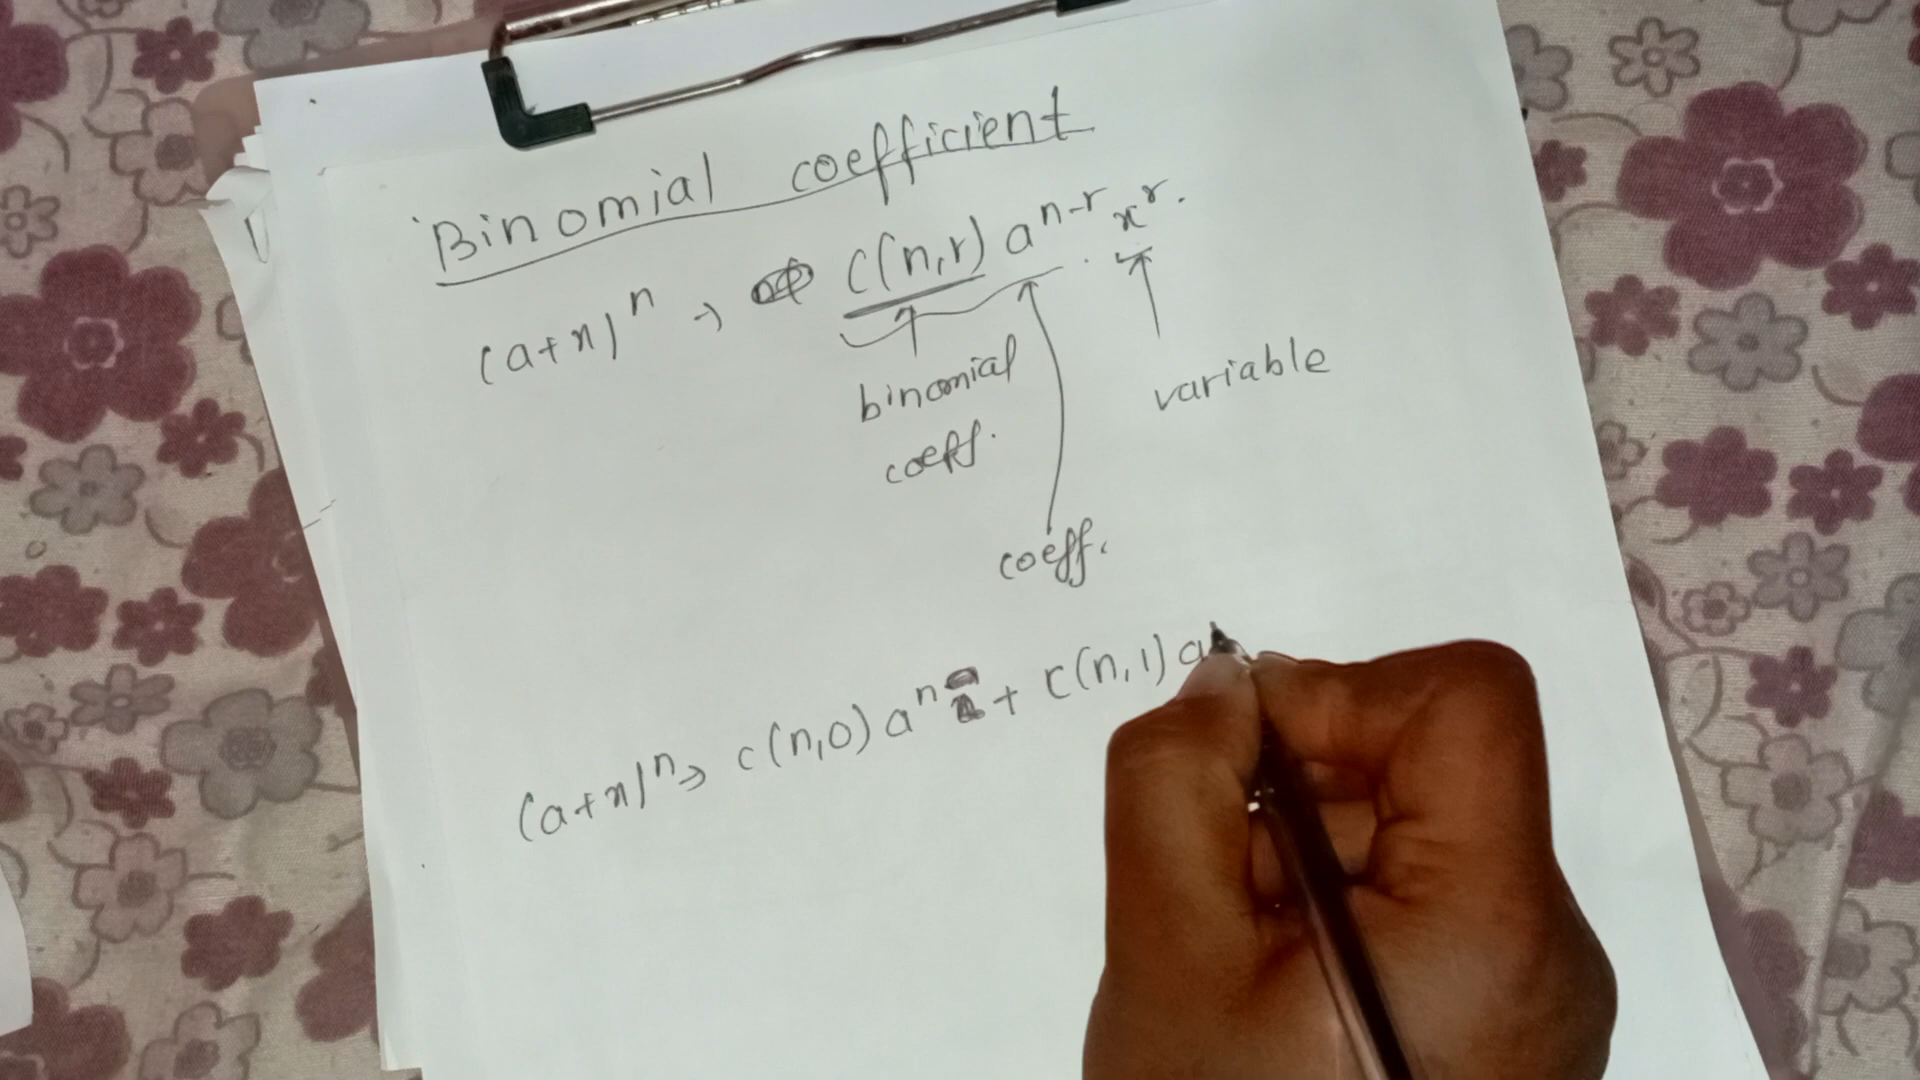 Binomial coefficient
(a+x)^n → C(n,r) a^n-r x^r.
binomial variable
coeff.
coeff.
(a+x)^n → c(n,0) a^n + c(n,1) a